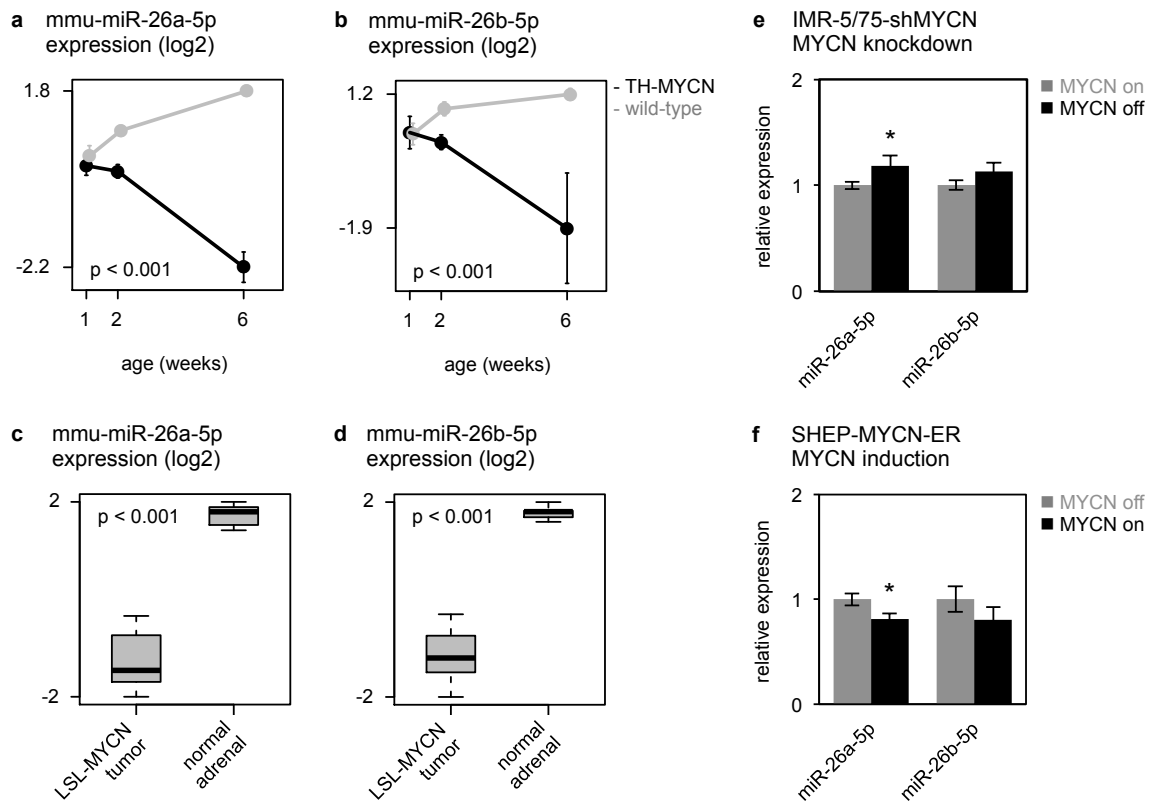 a mmu-miR-26a-5p
expression (log2)
1.8
-2.2
p < 0.001
1 2 6
age (weeks)
b mmu-miR-26b-5p
expression (log2)
1.2
-1.9
p < 0.001
1 2 6
age (weeks)
- TH-MYCN
- wild-type
e IMR-5/75-shMYCN
MYCN knockdown
2
1
0
relative expression
*
miR-26a-5p
miR-26b-5p
MYCN on
MYCN off
c mmu-miR-26a-5p
expression (log2)
2
-2
p < 0.001
LSL-MYCN
tumor
normal
adrenal
d mmu-miR-26b-5p
expression (log2)
2
-2
p < 0.001
LSL-MYCN
tumor
normal
adrenal
f SHEP-MYCN-ER
MYCN induction
2
1
0
relative expression
*
miR-26a-5p
miR-26b-5p
MYCN off
MYCN on